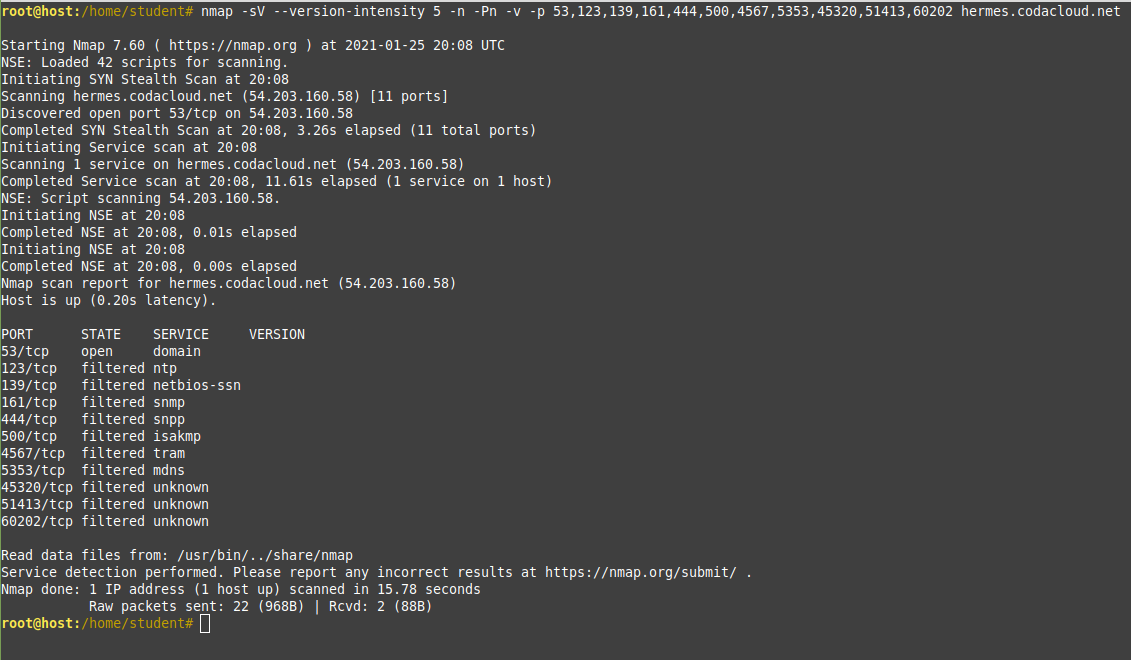 root@host:/home/student# nmap -sV --version-intensity 5 -n -Pn -v -p 53,123,139,161,444,500,4567,5353,45320,51413,60202 hermes.codacloud.net
Starting Nmap 7.60 ( https://nmap.org ) at 2021-01-25 20:08 UTC
NSE: Loaded 42 scripts for scanning.
Initiating SYN Stealth Scan at 20:08
Scanning hermes.codacloud.net (54.203.160.58) [11 ports]
Discovered open port 53/tcp on 54.203.160.58
Completed SYN Stealth Scan at 20:08, 3.26s elapsed (11 total ports)
Initiating Service scan at 20:08
Scanning 1 service on hermes.codacloud.net (54.203.160.58)
Completed Service scan at 20:08, 11.61s elapsed (1 service on 1 host)
NSE: Script scanning 54.203.160.58.
Initiating NSE at 20:08
Completed NSE at 20:08, 0.01s elapsed
Initiating NSE at 20:08
Completed NSE at 20:08, 0.00s elapsed
Nmap scan report for hermes.codacloud.net (54.203.160.58)
Host is up (0.20s latency).
PORT      STATE    SERVICE     VERSION
53/tcp    open     domain
123/tcp   filtered ntp
139/tcp   filtered netbios-ssn
161/tcp   filtered snmp
444/tcp   filtered snpp
500/tcp   filtered isakmp
4567/tcp  filtered tram
5353/tcp  filtered mdns
45320/tcp filtered unknown
51413/tcp filtered unknown
60202/tcp filtered unknown
Read data files from: /usr/bin/../share/nmap
Service detection performed. Please report any incorrect results at https://nmap.org/submit/ .
Nmap done: 1 IP address (1 host up) scanned in 15.78 seconds
           Raw packets sent: 22 (968B) | Rcvd: 2 (88B)
root@host:/home/student#